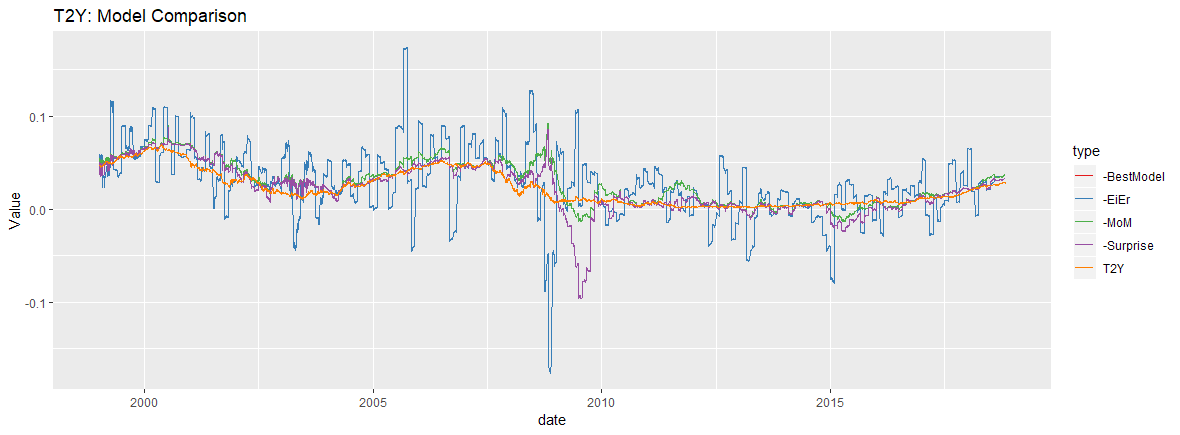 T2Y: Model Comparison
Value
0.1
0.0
-0.1
2000
2005
2010
2015
date
type
-BestModel
-EiEr
-MoM
-Surprise
T2Y